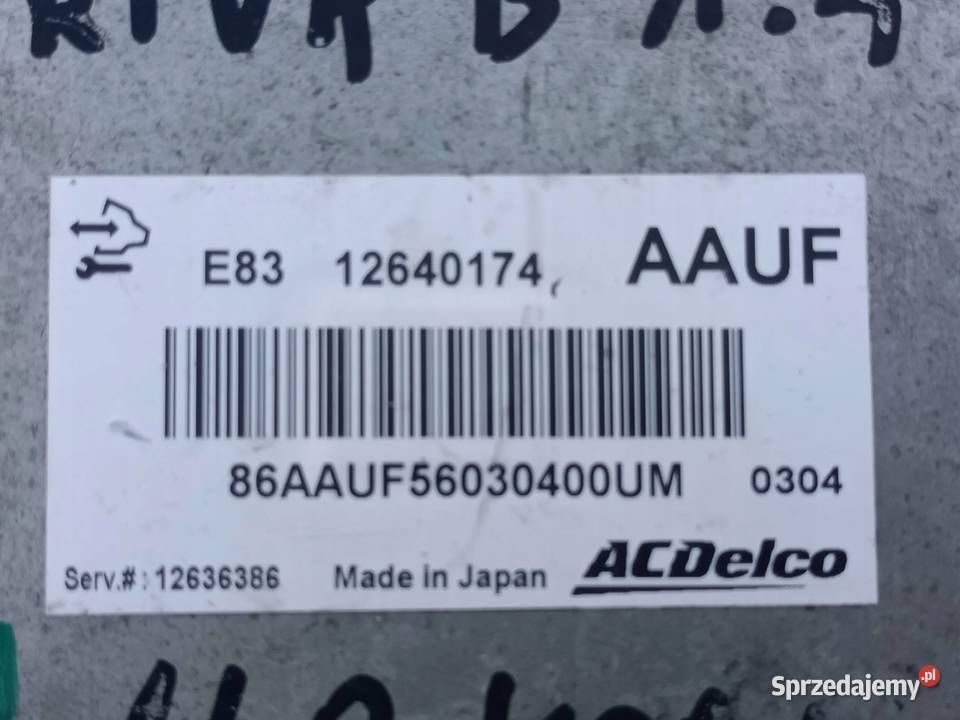 E83 12640174 AAUF
86AAUF56030400UM 0304
Serv.#: 12636386 Made in Japan ACDelco
Sprzedajemy.pl